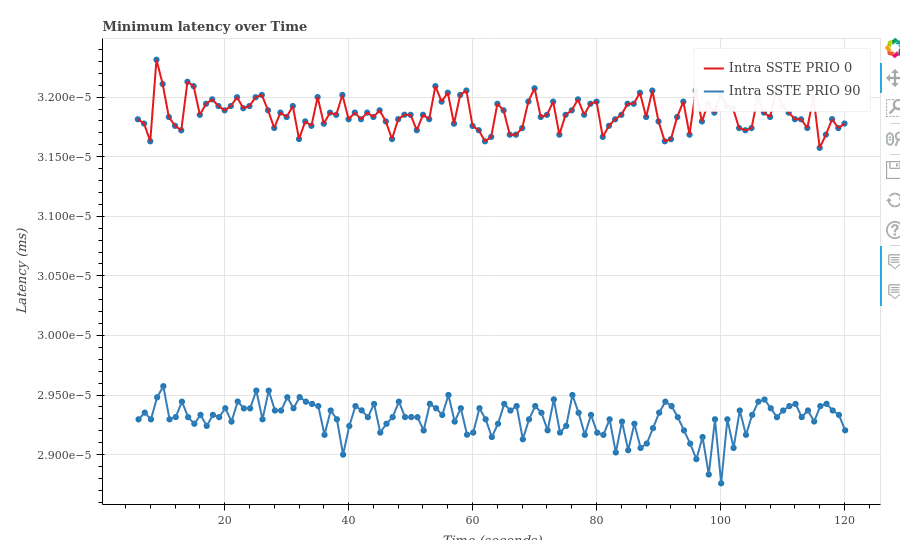 Minimum latency over Time
Intra SSTE PRIO 0
Intra SSTE PRIO 90
3.200e−5
3.150e−5
3.100e−5
3.050e−5
3.000e−5
2.950e−5
2.900e−5
Latency (ms)
20 40 60 80 100 120
Time (seconds)